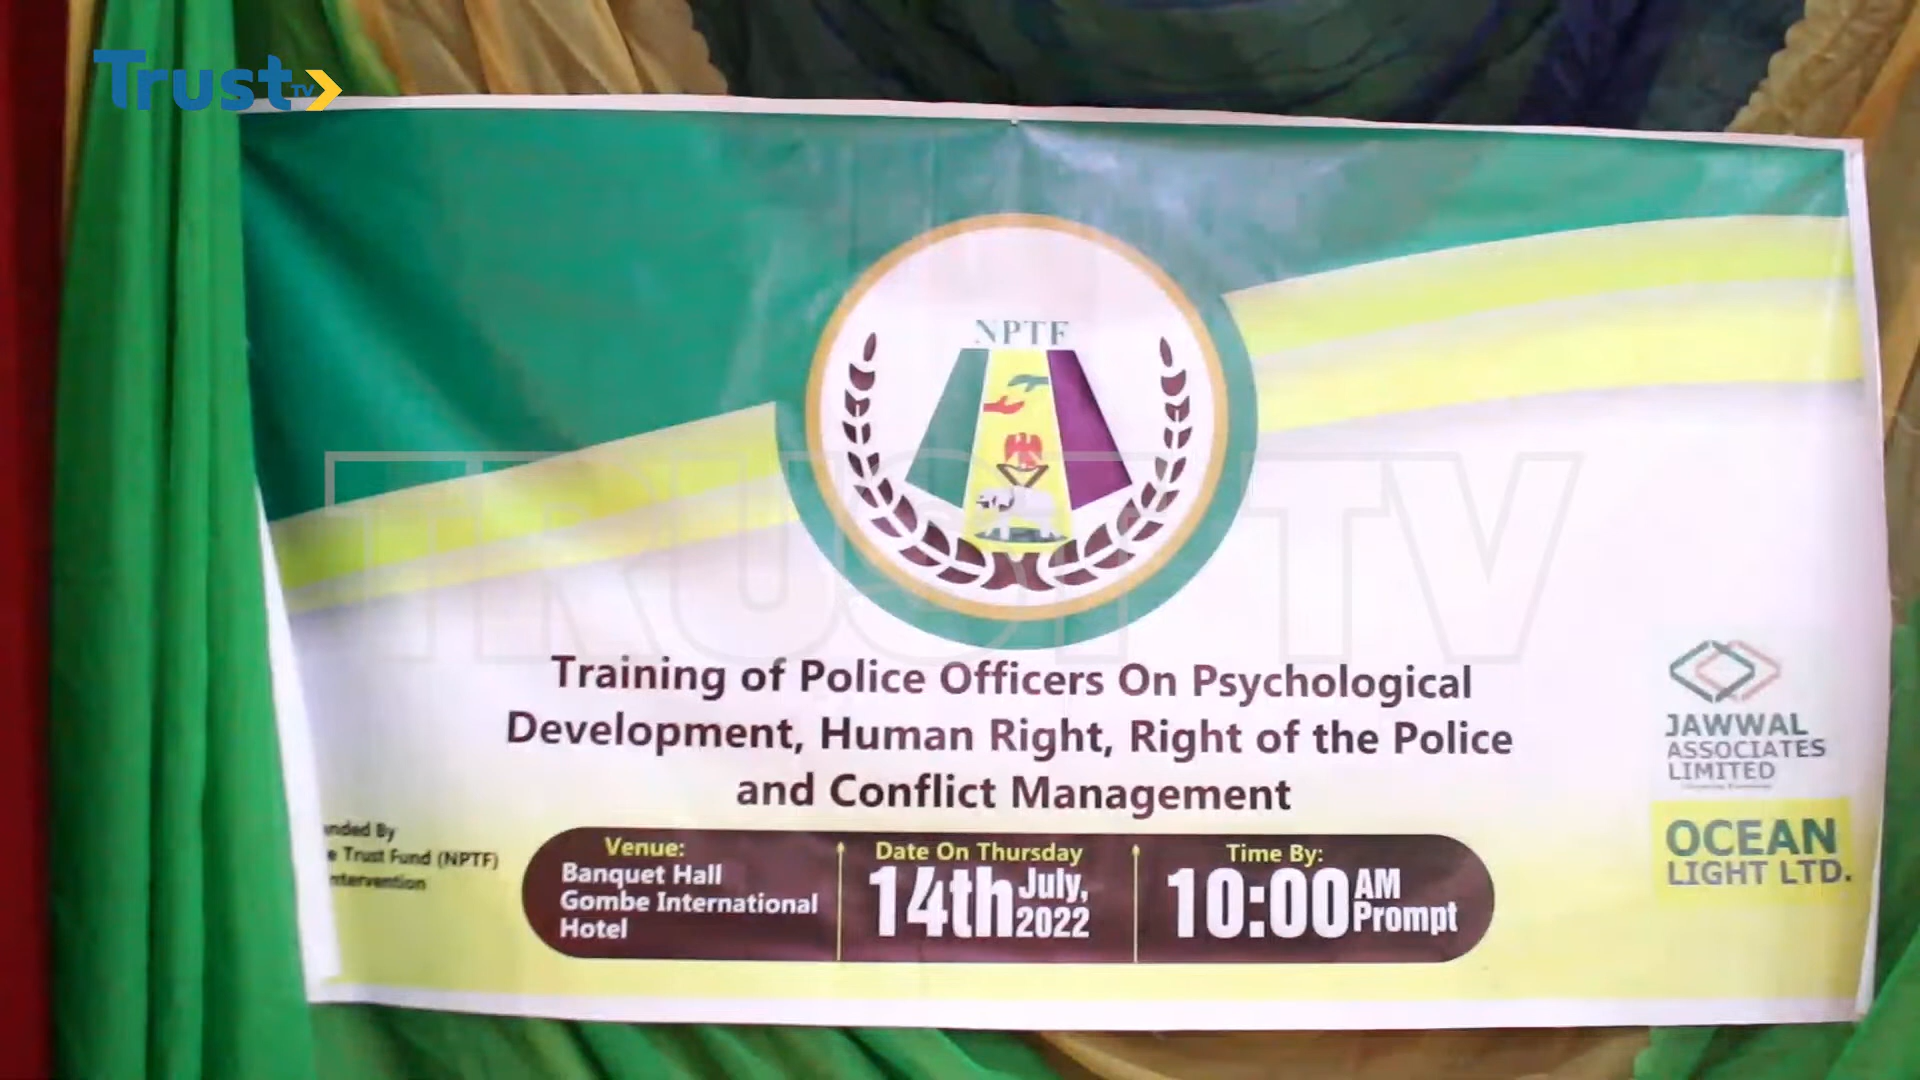 Trust TV
NPTF
TRUST TV
Training of Police Officers On Psychological
Development, Human Right, Right of the Police
and Conflict Management
JAWWAL
ASSOCIATES
LIMITED
OCEAN
LIGHT LTD.
By
Trust Fund (NPTF)
Venue:
Banquet Hall
Gombe International
Hotel
Date On Thursday
14th July, 2022
Time By:
10:00 AM Prompt